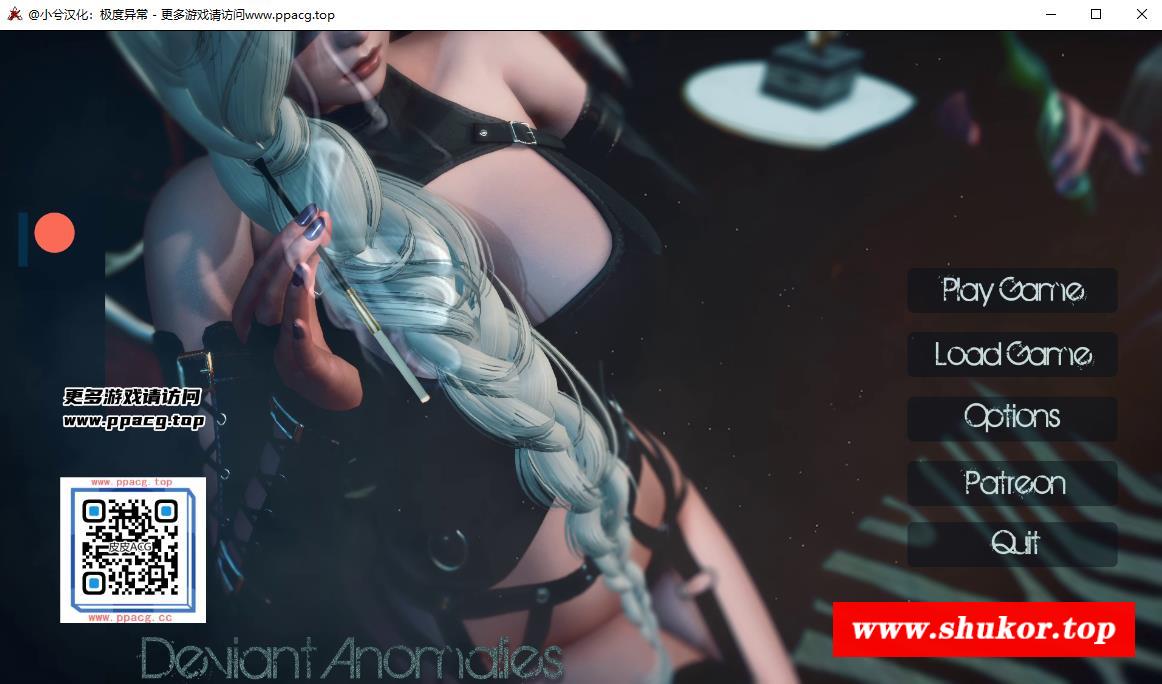 @小兮汉化：极度异常 - 更多游戏请访问www.ppacg.top
Play Game
Load Game
Options
Patreon
Quit
更多游戏请访问
www.ppacg.top
www.ppacg.top
皮皮ACG
www.ppacg.cc
Deviant Anomalies
www.shukor.top